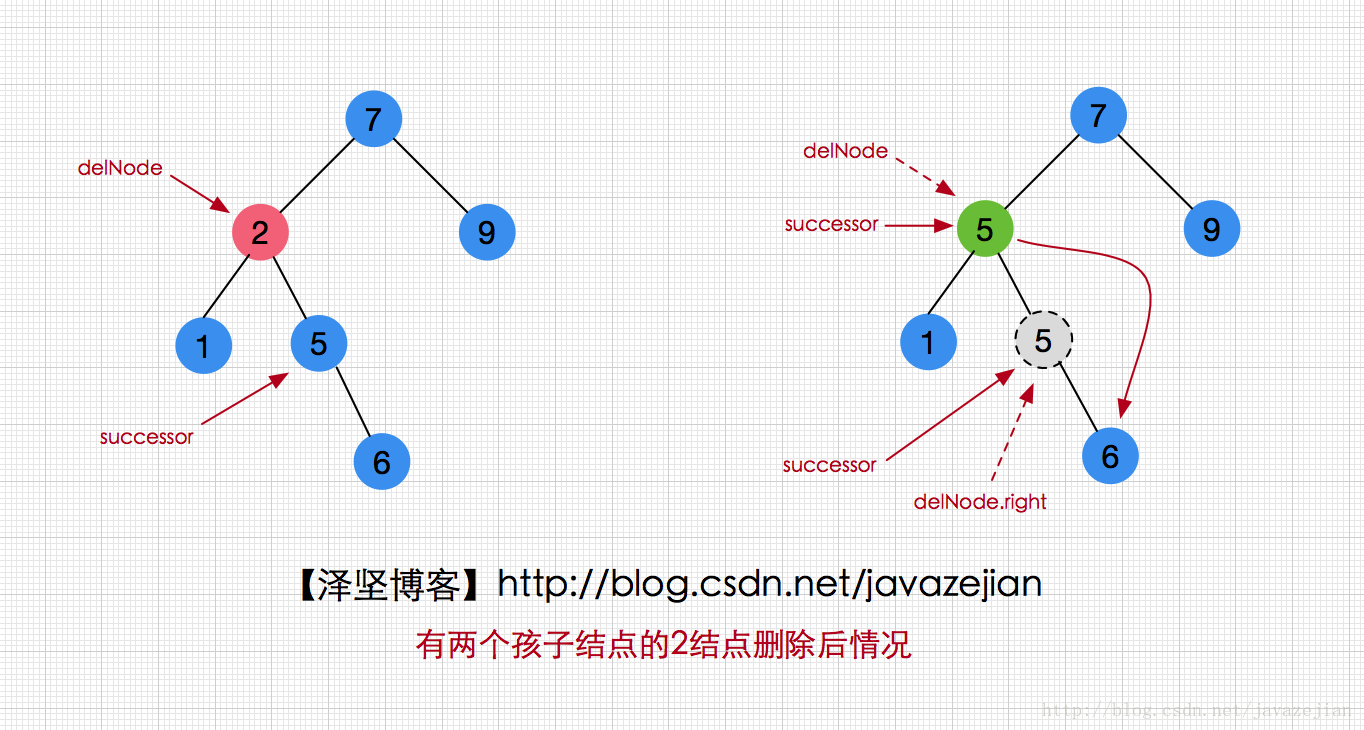 7
7
delNode
delNode
successor
2
9
5
9
1
5
1
5
successor
6
6
successor
delNode.right
【泽坚博客】http://blog.csdn.net/javazejian
有两个孩子结点的2结点删除后情况
http://blog.csdn.net/javazejian